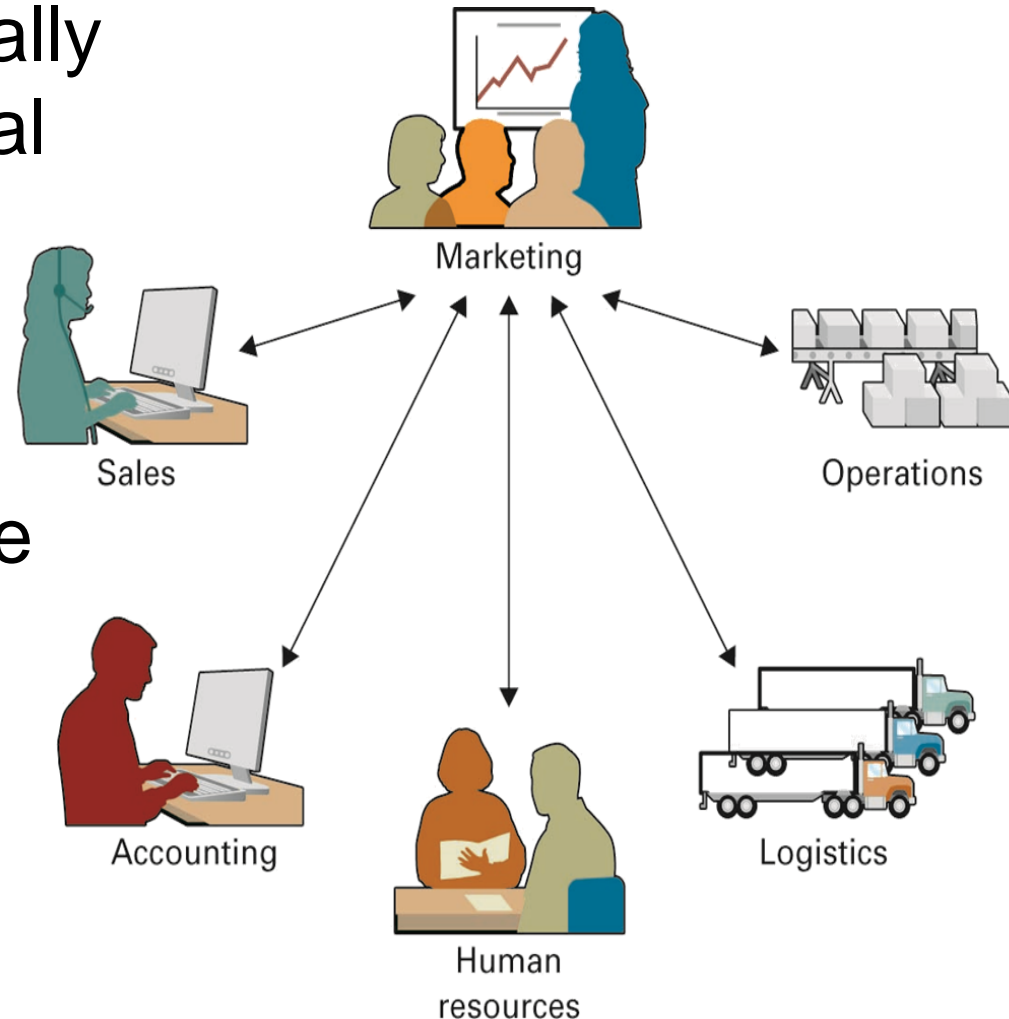 ally
al
Marketing
Sales
Operations
e
Accounting
Logistics
Human
resources